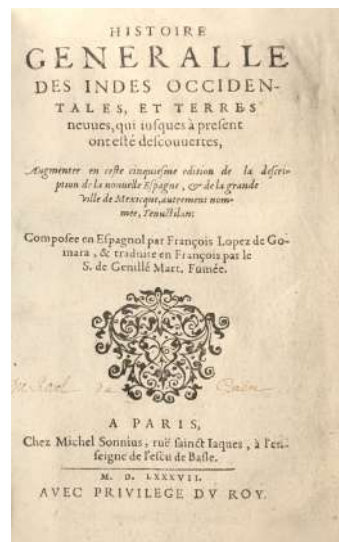 HISTOIRE
GENERALLE
DES INDES OCCIDEN-
TALES, ET TERRES
neuues, qui iusques à present
ont esté descouuertes,
Augmentee en ceste cinquiesme edition de la descri-
ption de la nouuelle Espagne, & de la grande
ville de Mexicque, autrement nom-
mee, Tenuctilan:
Composee en Espagnol par François Lopez de Go-
mara, & traduite en François par le
S. de Genillé Mart. Fumée.
de
A PARIS,
Chez Michel Sonnius, ruë sainct Iaques, à l'en-
seigne de l'escu de Basle.
M. D. LXXXVII.
AVEC PRIVILEGE DV ROY.